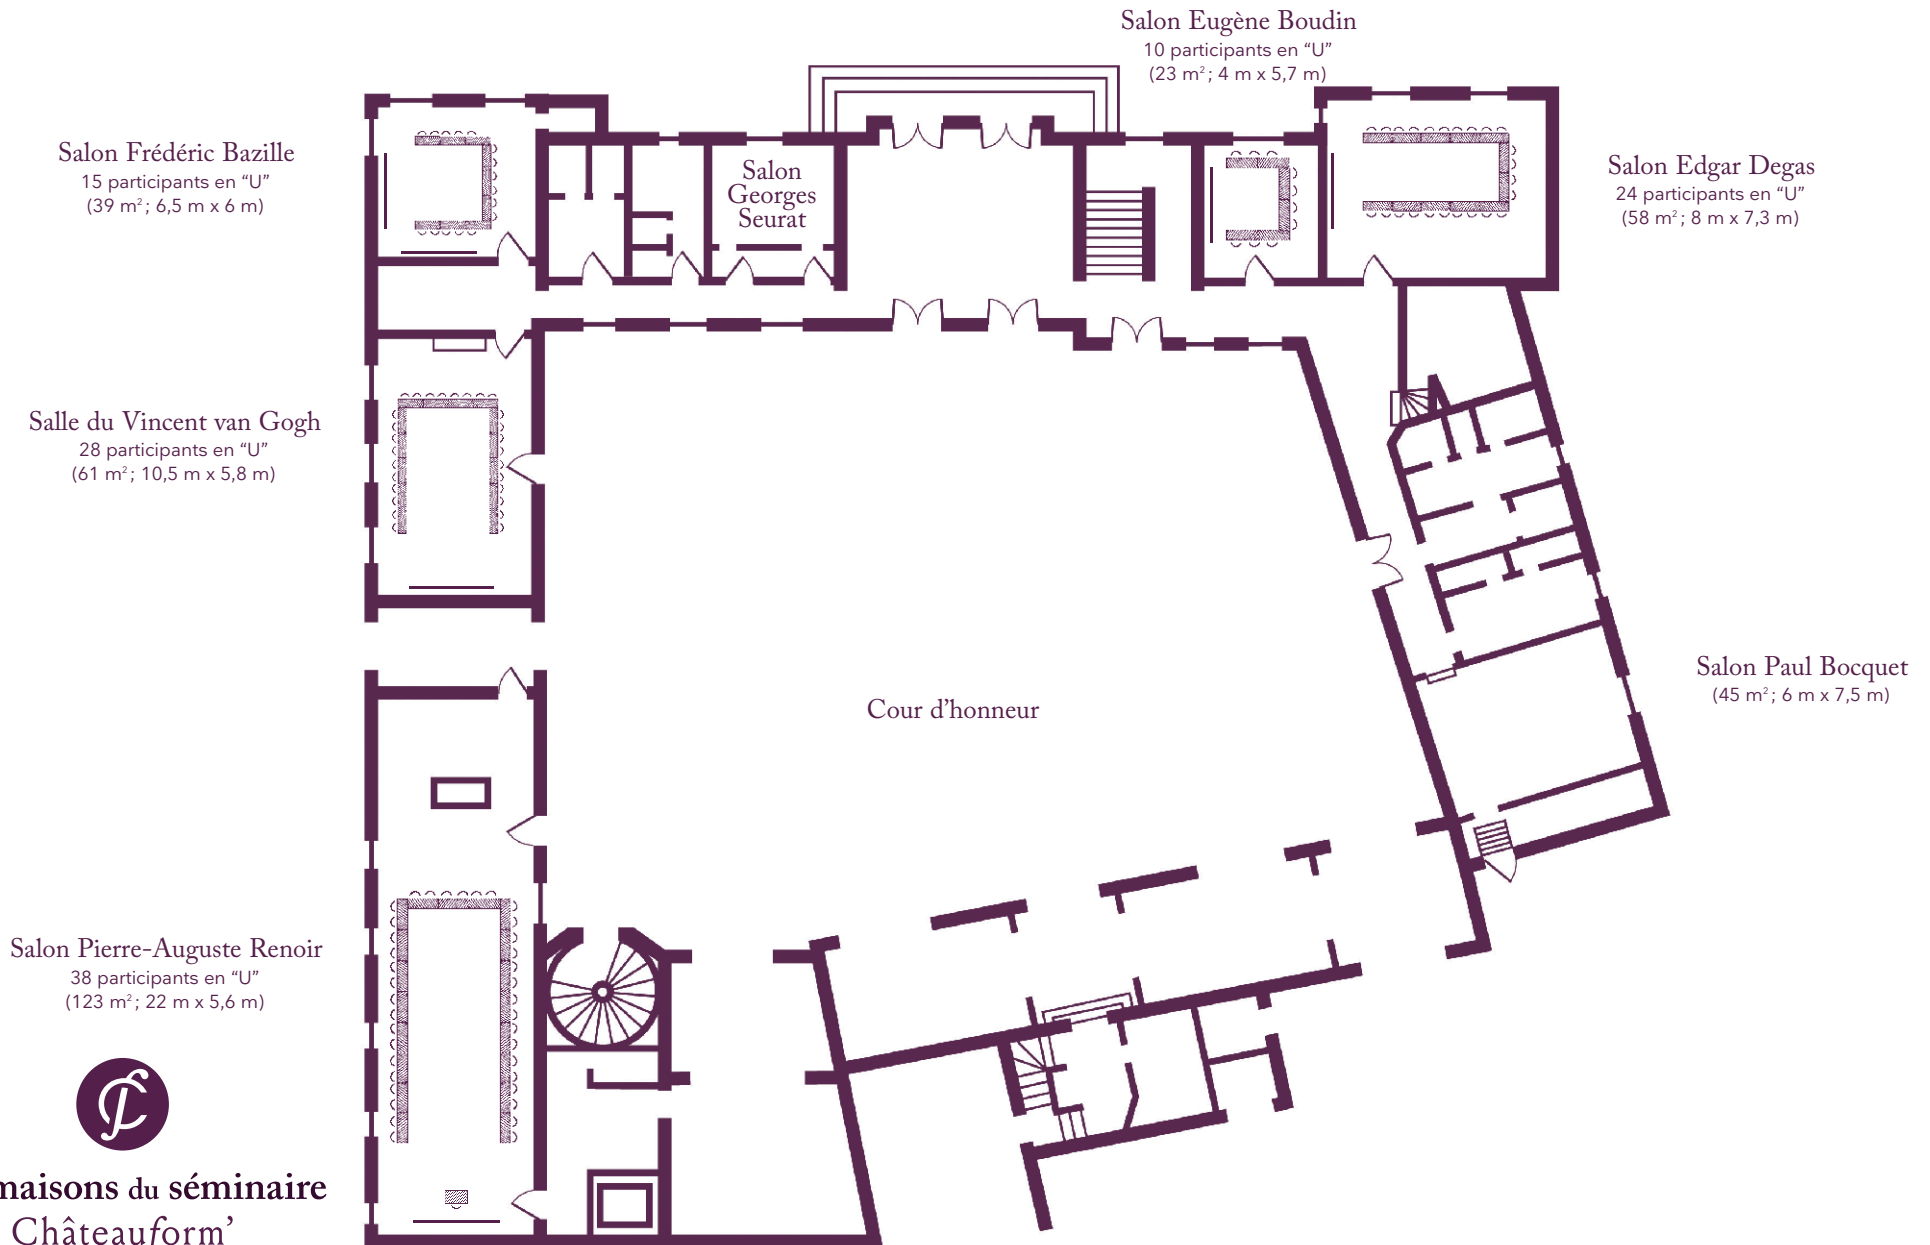 Salon Eugène Boudin
10 participants en “U”
(23 m²; 4 m x 5,7 m)
Salon Frédéric Bazille
15 participants en “U”
(39 m²; 6,5 m x 6 m)
Salon
Georges
Seurat
Salon Edgar Degas
24 participants en “U”
(58 m²; 8 m x 7,3 m)
Salle du Vincent van Gogh
28 participants en “U”
(61 m²; 10,5 m x 5,8 m)
Salon Paul Bocquet
(45 m²; 6 m x 7,5 m)
Cour d’honneur
Salon Pierre-Auguste Renoir
38 participants en “U”
(123 m²; 22 m x 5,6 m)
maisons du séminaire
Châteauform’